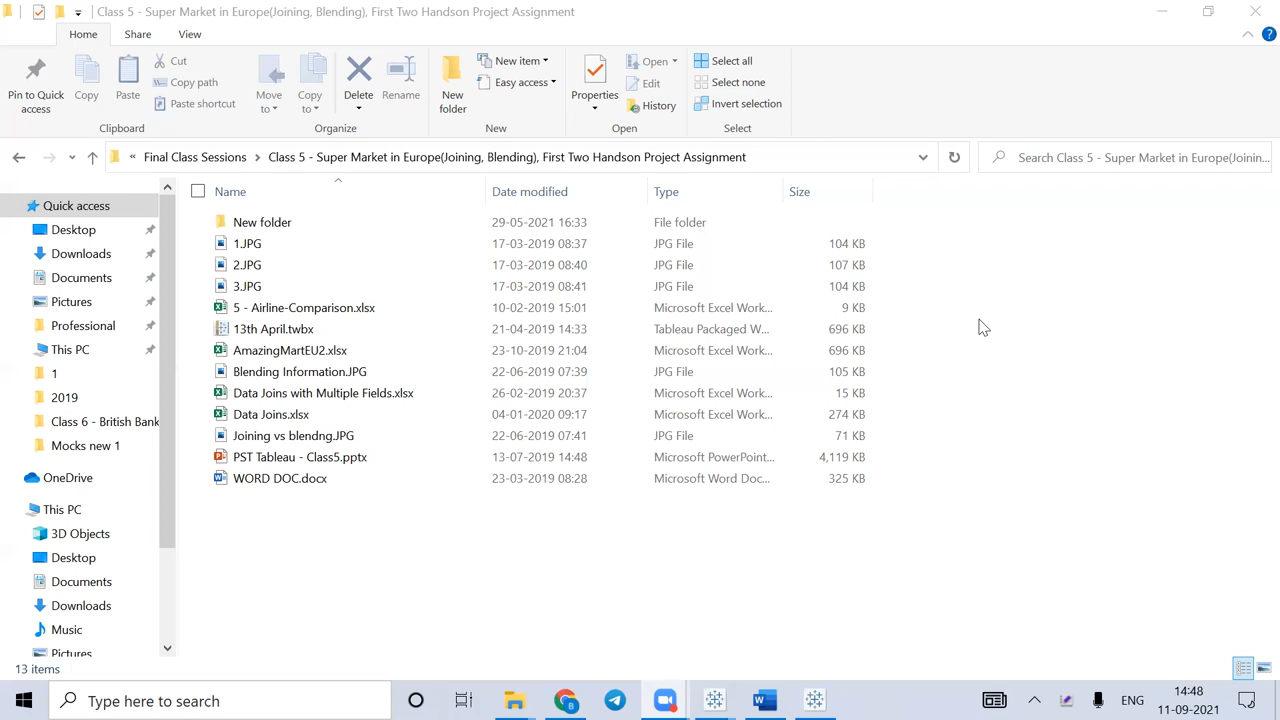 Class 5 - Super Market in Europe(Joining, Blending), First Two Handson Project Assignment
Home Share View
Pin to Quick access
Copy
Paste
Cut
Copy path
Paste shortcut
Clipboard
Move to
Copy to
Delete
Rename
Organize
New folder
New item
Easy access
New
Properties
Open
Edit
History
Open
Select all
Select none
Invert selection
Select
« Final Class Sessions > Class 5 - Super Market in Europe(Joining, Blending), First Two Handson Project Assignment
Search Class 5 - Super Market in Europe(Joinin...
Quick access
Desktop
Downloads
Documents
Pictures
Professional
This PC
1
2019
Class 6 - British Bank
Mocks new 1
OneDrive
This PC
3D Objects
Desktop
Documents
Downloads
Music
Pictures
Name Date modified Type Size
New folder 29-05-2021 16:33 File folder
1.JPG 17-03-2019 08:37 JPG File 104 KB
2.JPG 17-03-2019 08:40 JPG File 107 KB
3.JPG 17-03-2019 08:41 JPG File 104 KB
5 - Airline-Comparison.xlsx 10-02-2019 15:01 Microsoft Excel Work... 9 KB
13th April.twbx 21-04-2019 14:33 Tableau Packaged W... 696 KB
AmazingMartEU2.xlsx 23-10-2019 21:04 Microsoft Excel Work... 696 KB
Blending Information.JPG 22-06-2019 07:39 JPG File 105 KB
Data Joins with Multiple Fields.xlsx 26-02-2019 20:37 Microsoft Excel Work... 15 KB
Data Joins.xlsx 04-01-2020 09:17 Microsoft Excel Work... 274 KB
Joining vs blendng.JPG 22-06-2019 07:41 JPG File 71 KB
PST Tableau - Class5.pptx 13-07-2019 14:48 Microsoft PowerPoint... 4,119 KB
WORD DOC.docx 23-03-2019 08:28 Microsoft Word Doc... 325 KB
13 items
Type here to search
ENG
14:48
11-09-2021